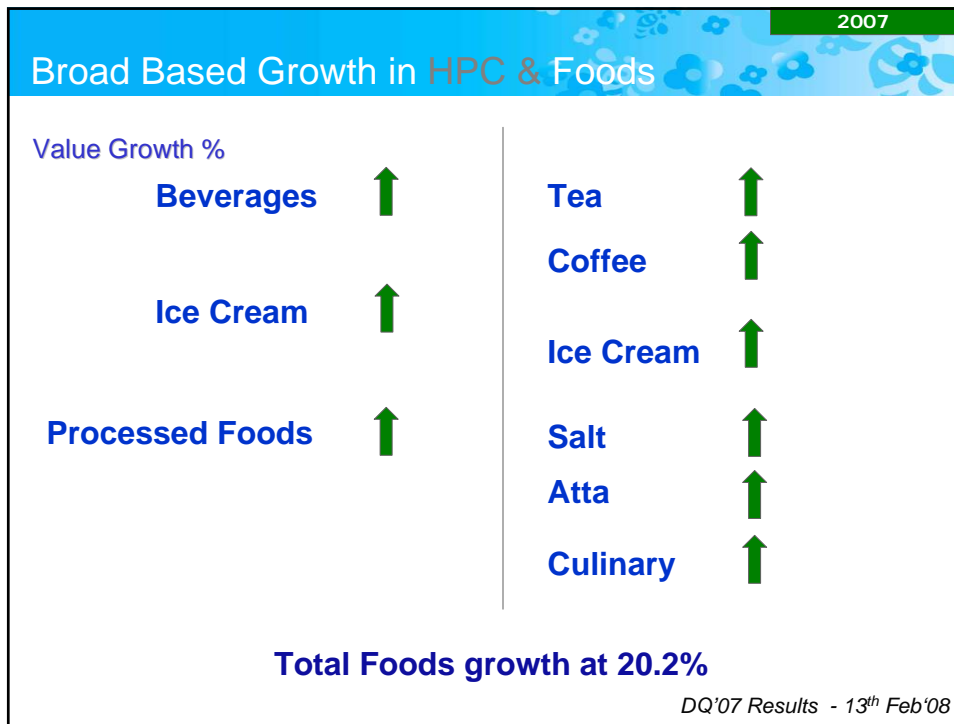 2007
Broad Based Growth in HPC & Foods
Value Growth %
Beverages
Ice Cream
Processed Foods
Tea
Coffee
Ice Cream
Salt
Atta
Culinary
Total Foods growth at 20.2%
DQ'07 Results - 13th Feb'08